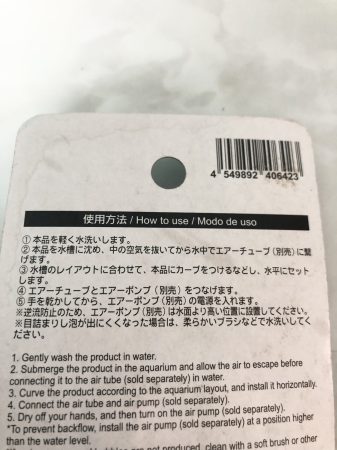 4 549892 406423
使用方法 / How to use / Modo de uso
① 本品を軽く水洗いします。
② 本品を水槽に沈め、中の空気を抜いてから水中でエアーチューブ(別売)に繋
げます。
③ 水槽のレイアウトに合わせて、本品にカーブをつけるなどし、水平にセット
します。
④ エアーチューブとエアーポンプ(別売)をつなげます。
⑤ 手を乾かしてから、エアーポンプ(別売)の電源を入れます。
※逆流防止のため、エアーポンプ(別売)は水面より高い位置に設置してください。
※目詰まりし泡が出にくくなった場合は、柔らかいブラシなどで水洗いしてく
ださい。
1. Gently wash the product in water.
2. Submerge the product in the aquarium and allow the air to escape before
connecting it to the air tube (sold separately) in water.
3. Curve the product according to the aquarium layout, and install it horizontally.
4. Connect the air tube and air pump (sold separately).
5. Dry off your hands, and then turn on the air pump (sold separately).
*To prevent backflow, install the air pump (sold separately) at a position higher
than the water level.
are not produced, clean with a soft brush or other